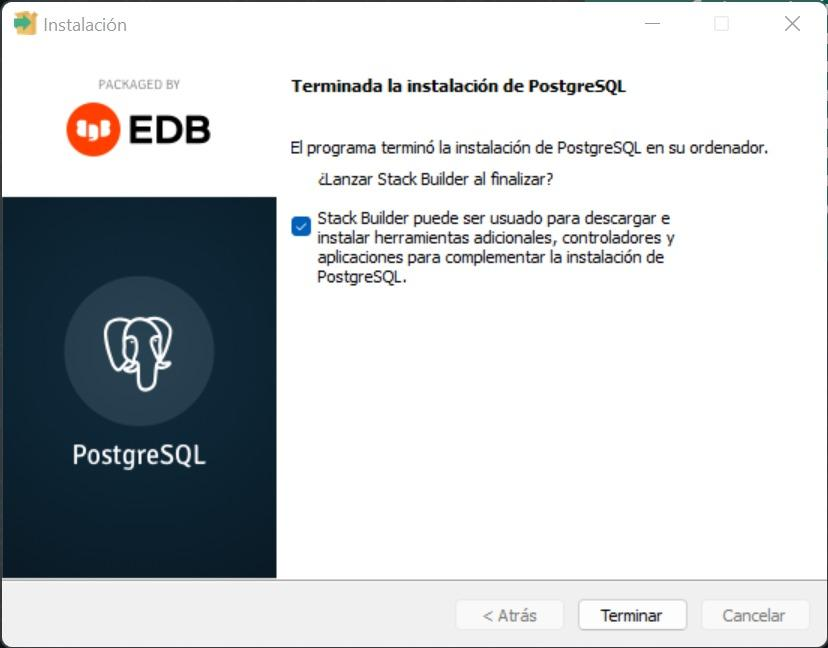 Instalación
PACKAGED BY
EDB
Terminada la instalación de PostgreSQL
El programa terminó la instalación de PostgreSQL en su ordenador.
¿Lanzar Stack Builder al finalizar?
Stack Builder puede ser usado para descargar e
instalar herramientas adicionales, controladores y
aplicaciones para complementar la instalación de
PostgreSQL.
PostgreSQL
< Atrás
Terminar
Cancelar